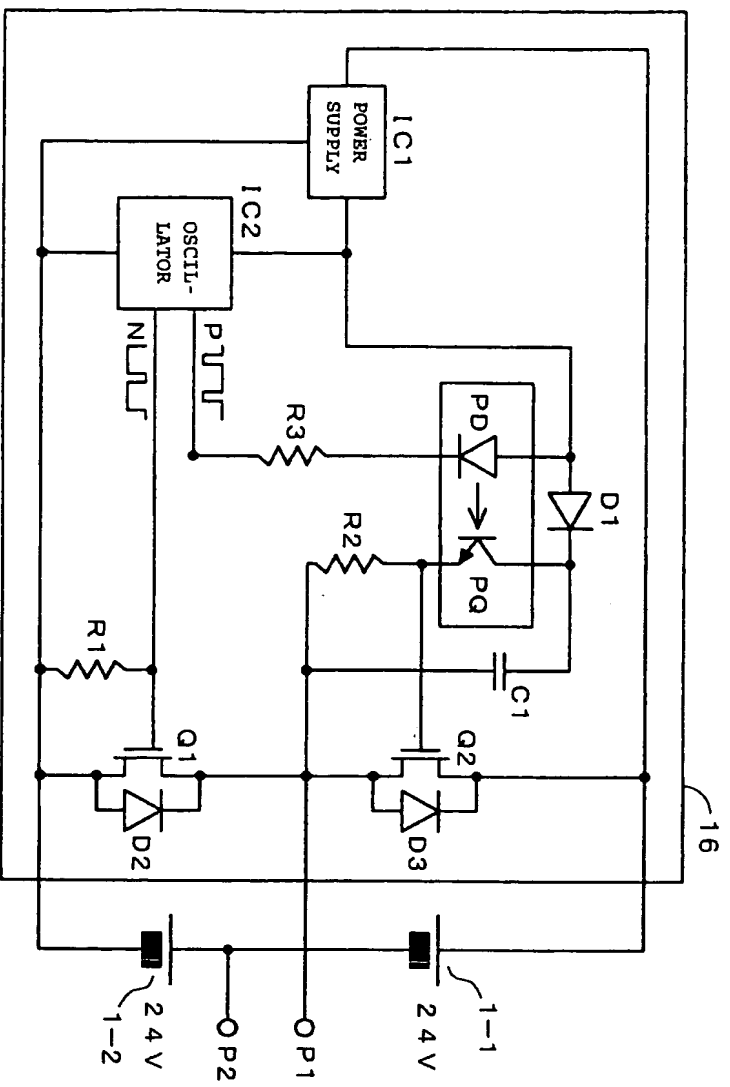 16
IC1
POWER
SUPPLY
IC2
OSCIL-
LATOR
P
N
D1
PD
PQ
R3
R2
C1
R1
Q2
D3
Q1
D2
1-1
24V
P1
P2
24V
1-2